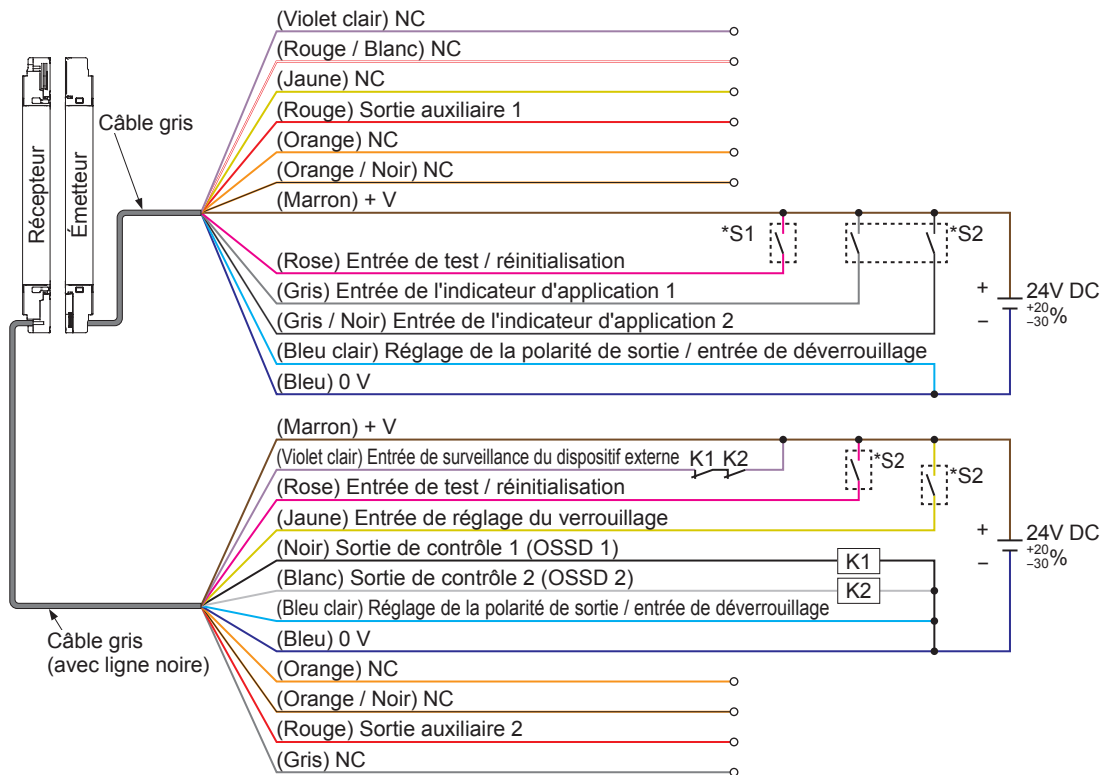 (Violet clair) NC
(Rouge / Blanc) NC
(Jaune) NC
(Rouge) Sortie auxiliaire 1
(Orange) NC
(Orange / Noir) NC
(Marron) + V
Câble gris
Récepteur
Émetteur
*S1
*S2
(Rose) Entrée de test / réinitialisation
(Gris) Entrée de l'indicateur d'application 1
(Gris / Noir) Entrée de l'indicateur d'application 2
(Bleu clair) Réglage de la polarité de sortie / entrée de déverrouillage
(Bleu) 0 V
+
24V DC
+20
–30 %
–
(Marron) + V
(Violet clair) Entrée de surveillance du dispositif externe
K1 K2
*S2
*S2
(Rose) Entrée de test / réinitialisation
(Jaune) Entrée de réglage du verrouillage
(Noir) Sortie de contrôle 1 (OSSD 1)
K1
(Blanc) Sortie de contrôle 2 (OSSD 2)
K2
(Bleu clair) Réglage de la polarité de sortie / entrée de déverrouillage
(Bleu) 0 V
+
24V DC
+20
–30 %
–
Câble gris
(avec ligne noire)
(Orange) NC
(Orange / Noir) NC
(Rouge) Sortie auxiliaire 2
(Gris) NC